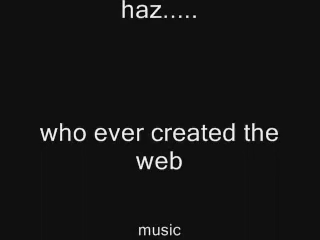 haz.....
who ever created the
web
music